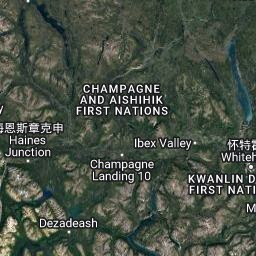 CHAMPAGNE
AND AISHIHIK
FIRST NATIONS
海恩斯章克申
Haines
Junction
Ibex Valley
怀特
Whiteh
Champagne
Landing 10
KWANLIN D
FIRST NATI
M
Dezadeash